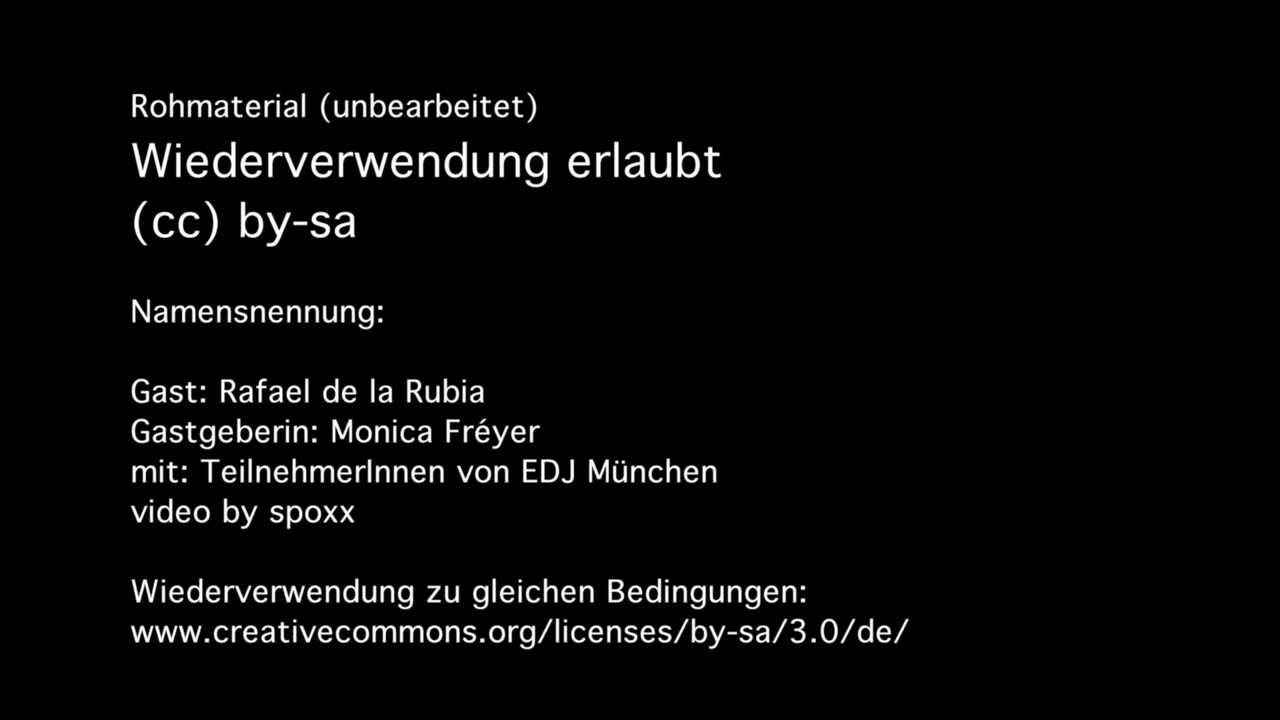 Rohmaterial (unbearbeitet)
Wiederverwendung erlaubt
(cc) by-sa
Namensnennung:
Gast: Rafael de la Rubia
Gastgeberin: Monica Fréyer
mit: TeilnehmerInnen von EDJ München
video by spoxx
Wiederverwendung zu gleichen Bedingungen:
www.creativecommons.org/licenses/by-sa/3.0/de/